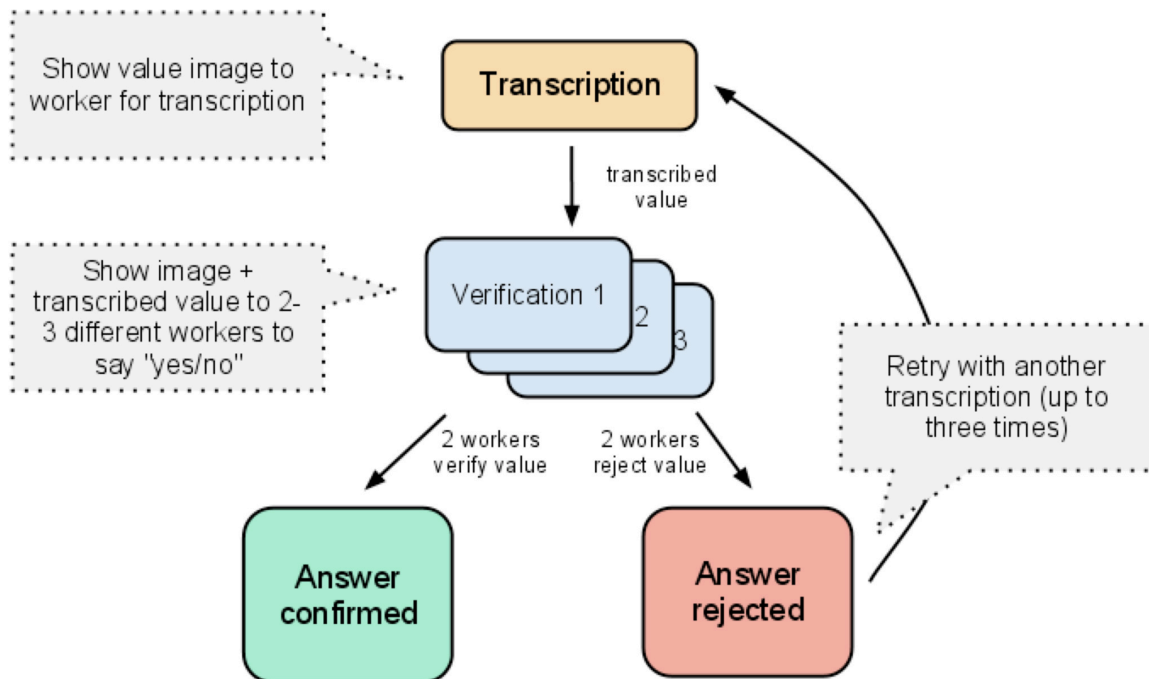 Show value image to
worker for transcription
Transcription
transcribed
value
Show image +
transcribed value to 2-
3 different workers to
say "yes/no"
Verification 1
2
3
Retry with another
transcription (up to
three times)
2 workers
verify value
2 workers
reject value
Answer
confirmed
Answer
rejected